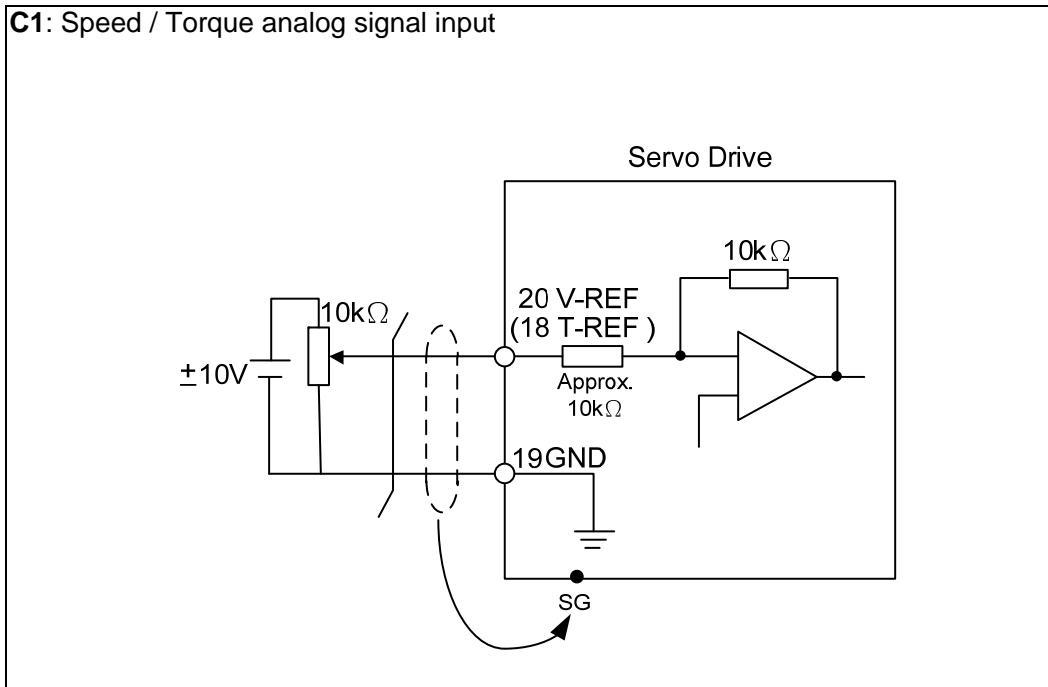 C1: Speed / Torque analog signal input
Servo Drive
10kΩ
20 V-REF
(18 T-REF )
10kΩ
±10V
Approx.
10kΩ
19GND
SG